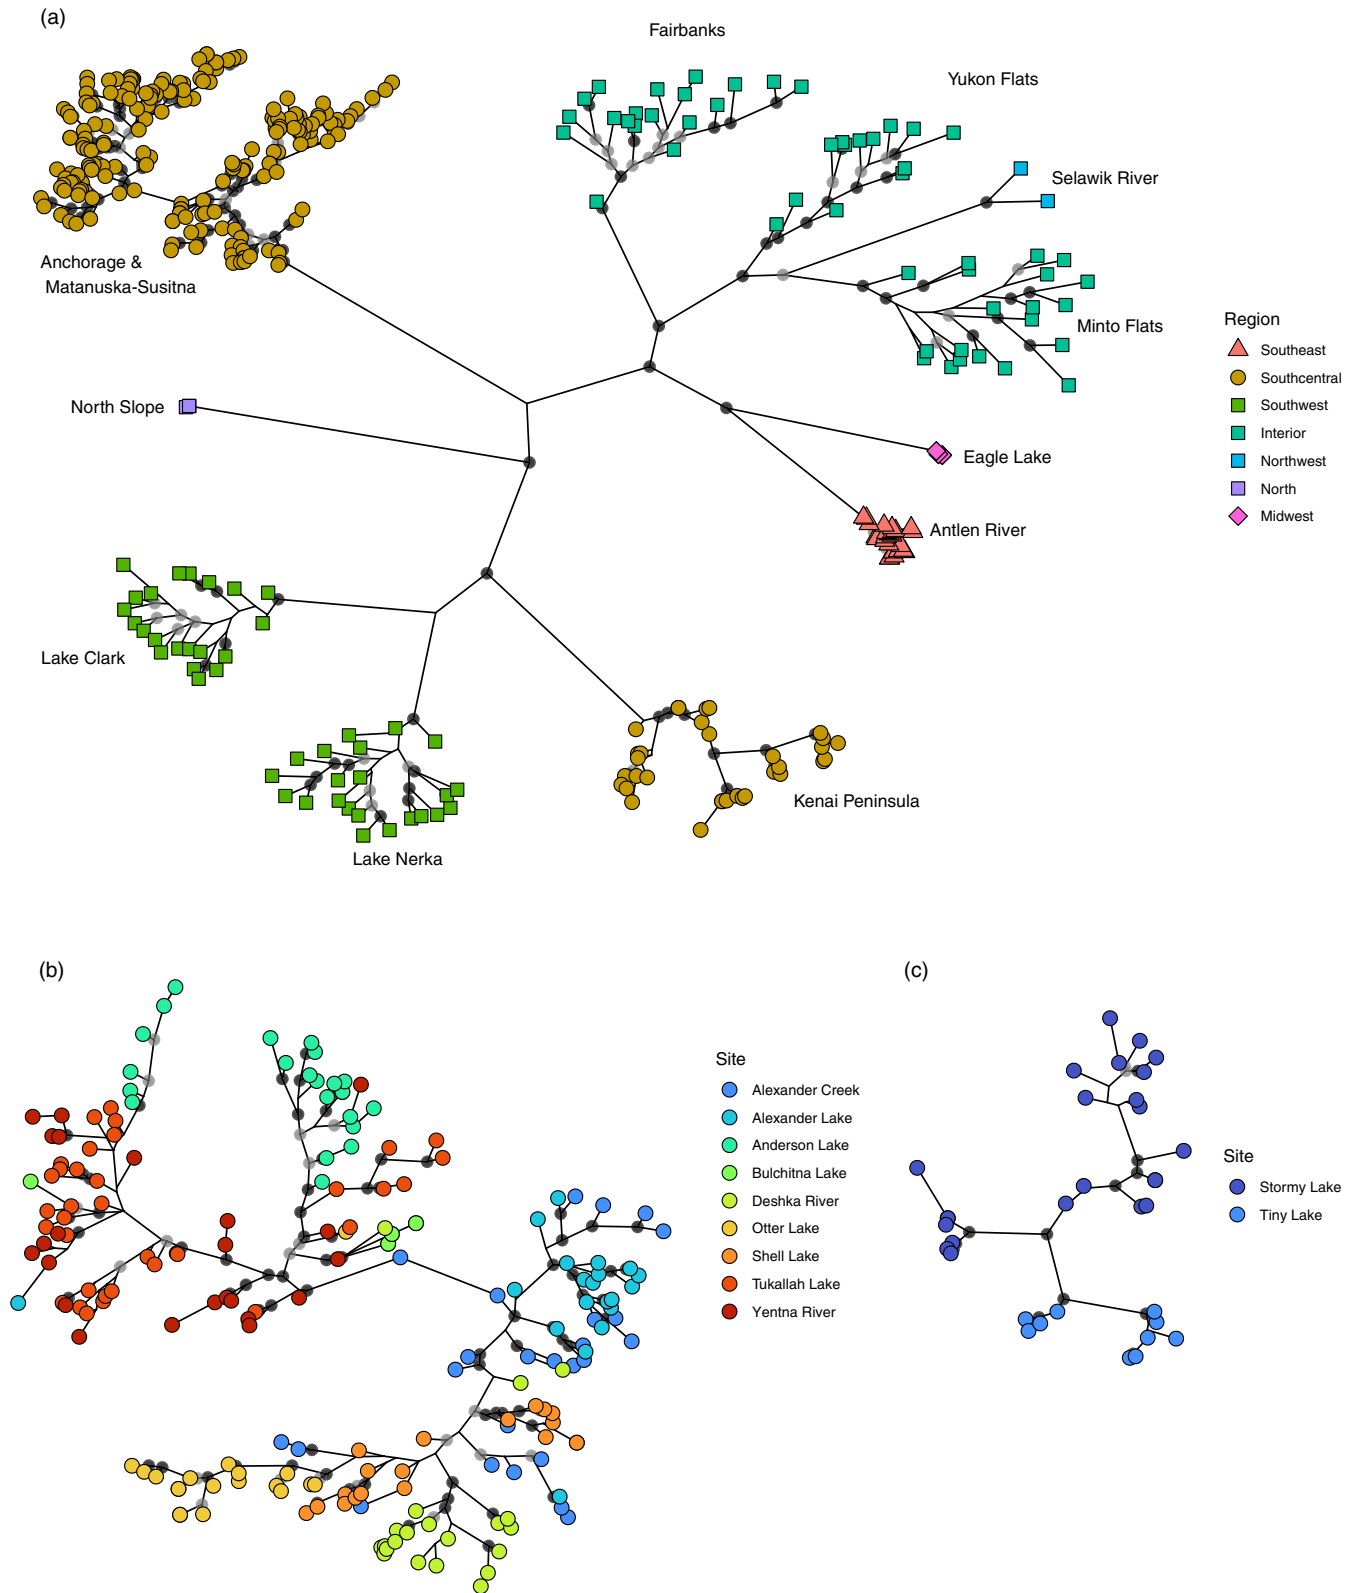 (a)
Fairbanks
Yukon Flats
Selawik River
Anchorage &
Matanuska-Susitna
Minto Flats
North Slope
Eagle Lake
Antlen River
Lake Clark
Kenai Peninsula
Lake Nerka
Region
Southeast
Southcentral
Southwest
Interior
Northwest
North
Midwest
(b)
Site
Alexander Creek
Alexander Lake
Anderson Lake
Bulchitna Lake
Deshka River
Otter Lake
Shell Lake
Tukallah Lake
Yentna River
(c)
Site
Stormy Lake
Tiny Lake